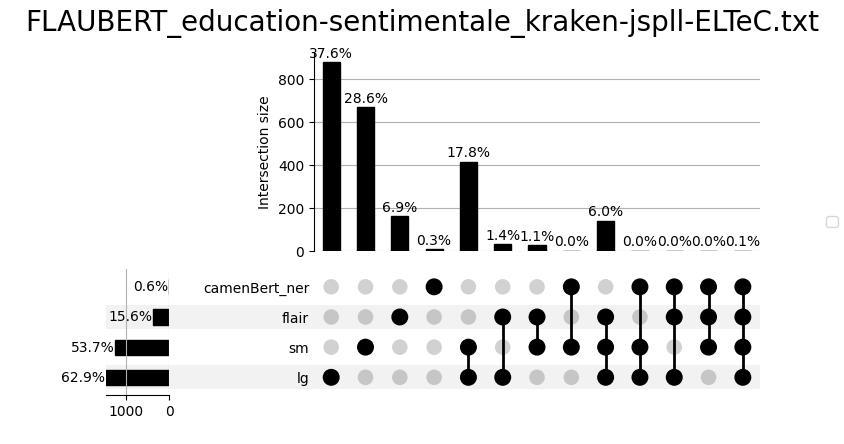 FLAUBERT_education-sentimentale_kraken-jspll-ELTeC.txt
37.6%
800
28.6%
600
Intersection size
400
17.8%
200
6.9%
6.0%
0.3%
1.4% 1.1% 0.0% 0.0% 0.0% 0.0% 0.1%
0
0.6% camenBert_ner
15.6% flair
53.7% sm
62.9% lg
1000 0